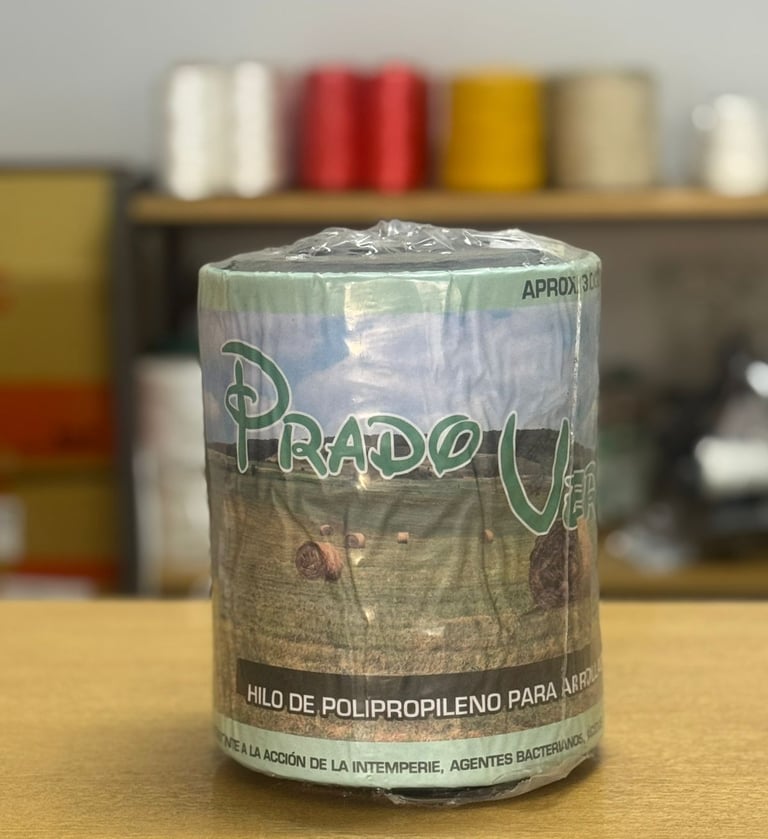 APROX. 
PRADO
HILO DE POLIPROPILENO PARA
A LA ACCIÓN DE LA INTEMPERIE, AGENTES BACTERIANOS,